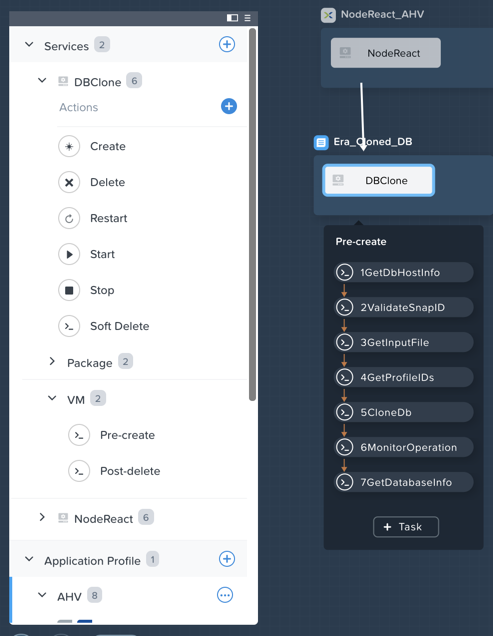 Services 2
DBClone 6
Actions
Create
Delete
Restart
Start
Stop
Soft Delete
Package 2
VM 2
Pre-create
Post-delete
NodeReact 6
Application Profile 1
AHV 8
NodeReact_AHV
NodeReact
Era_Cloned_DB
DBClone
Pre-create
1GetDbHostInfo
2ValidateSnapID
3GetInputFile
4GetProfileIDs
5CloneDb
6MonitorOperation
7GetDatabaseInfo
+ Task